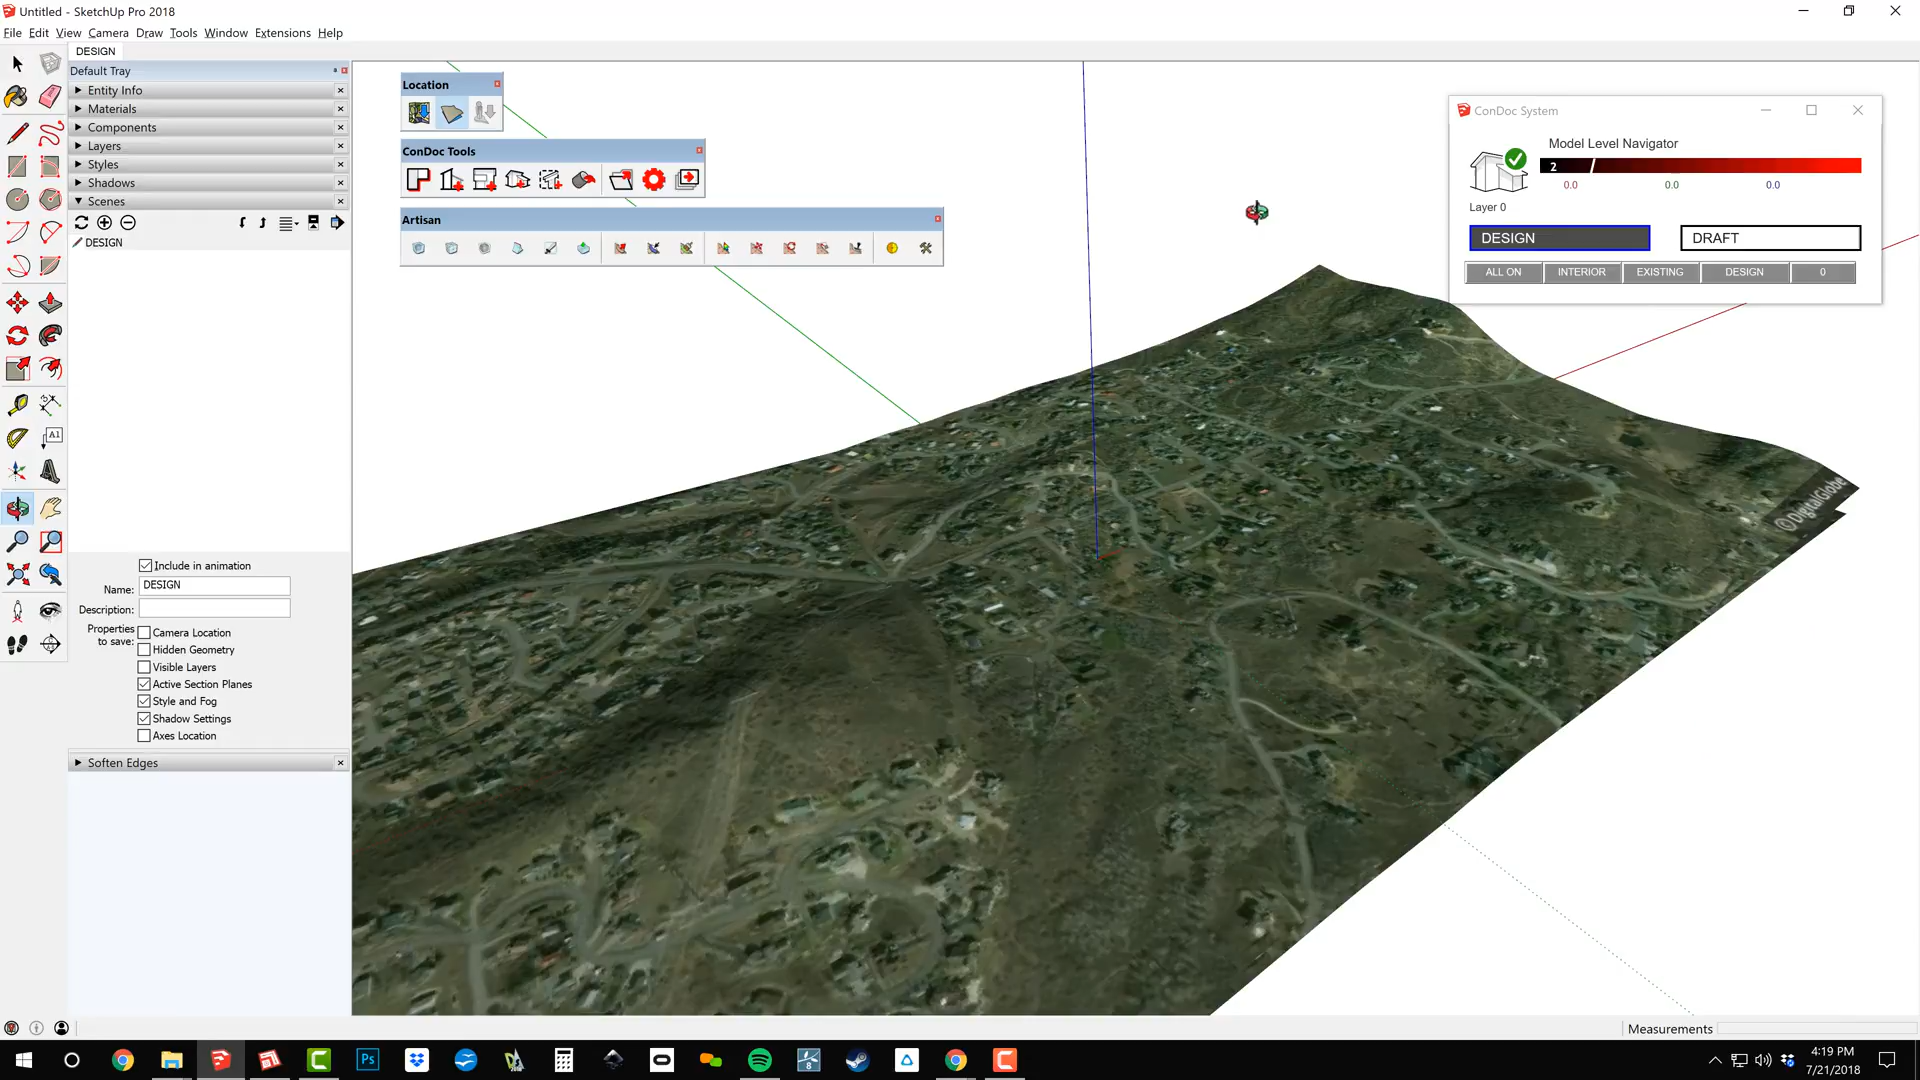 Untitled - SketchUp Pro 2018
File Edit View Camera Draw Tools Window Extensions Help
DESIGN
Default Tray
Entity Info
Materials
Components
Layers
Styles
Shadows
Scenes
DESIGN
Include in animation
Name: DESIGN
Description:
Properties to save:
Camera Location
Hidden Geometry
Visible Layers
Active Section Planes
Style and Fog
Shadow Settings
Axes Location
Soften Edges
Location
ConDoc Tools
Artisan
ConDoc System
Model Level Navigator
2
0.0 0.0 0.0
Layer 0
DESIGN DRAFT
ALL ON INTERIOR EXISTING DESIGN 0
©DigitalGlobe
A1
Measurements
Ps
8
4:19 PM
7/21/2018